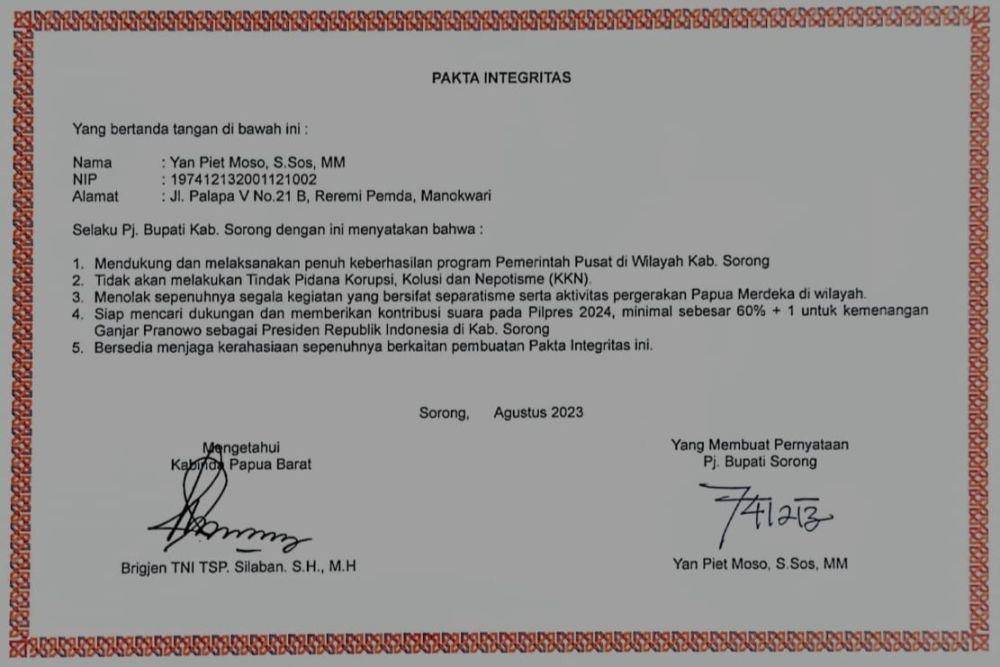 PAKTA INTEGRITAS
Yang bertanda tangan di bawah ini :
Nama : Yan Piet Moso, S.Sos, MM
NIP : 197412132001121002
Alamat : Jl. Palapa V No.21 B, Reremi Pemda, Manokwari
Selaku Pj. Bupati Kab. Sorong dengan ini menyatakan bahwa :
1. Mendukung dan melaksanakan penuh keberhasilan program Pemerintah Pusat di Wilayah Kab. Sorong
2. Tidak akan melakukan Tindak Pidana Korupsi, Kolusi dan Nepotisme (KKN).
3. Menolak sepenuhnya segala kegiatan yang bersifat separatisme serta aktivitas pergerakan Papua Merdeka di wilayah.
4. Siap mencari dukungan dan memberikan kontribusi suara pada Pilpres 2024, minimal sebesar 60% + 1 untuk kemenangan
Ganjar Pranowo sebagai Presiden Republik Indonesia di Kab. Sorong
5. Bersedia menjaga kerahasiaan sepenuhnya berkaitan pembuatan Pakta Integritas ini.
Sorong, Agustus 2023
Mengetahui
Kabinda Papua Barat
Brigjen TNI TSP. Silaban. S.H., M.H
Yang Membuat Pernyataan
Pj. Bupati Sorong
741213
Yan Piet Moso, S.Sos, MM